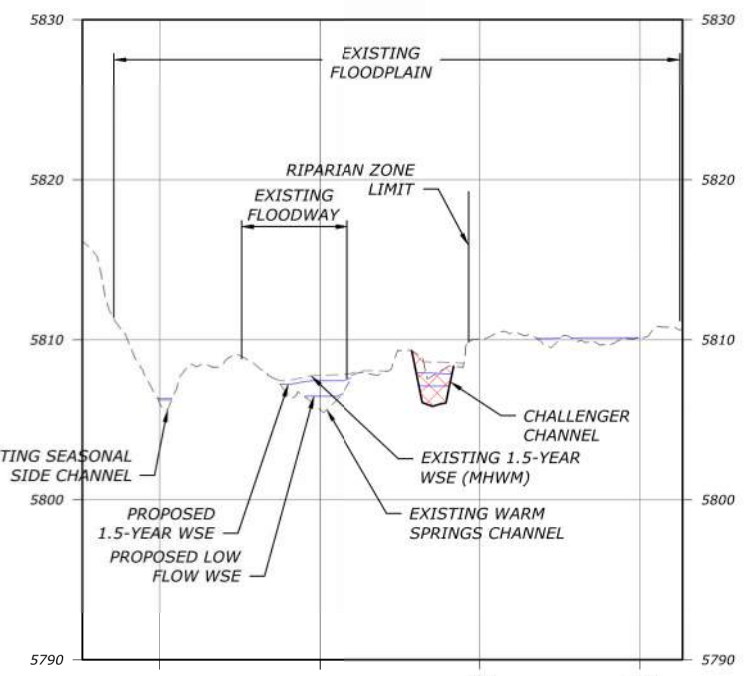 5830
5830
EXISTING
FLOODPLAIN
5820
5820
RIPARIAN ZONE
LIMIT
EXISTING
FLOODWAY
5810
5810
CHALLENGER
CHANNEL
TING SEASONAL
SIDE CHANNEL
EXISTING 1.5-YEAR
WSE (MHWM)
5800
5800
PROPOSED
1.5-YEAR WSE
EXISTING WARM
SPRINGS CHANNEL
PROPOSED LOW
FLOW WSE
5790
5790